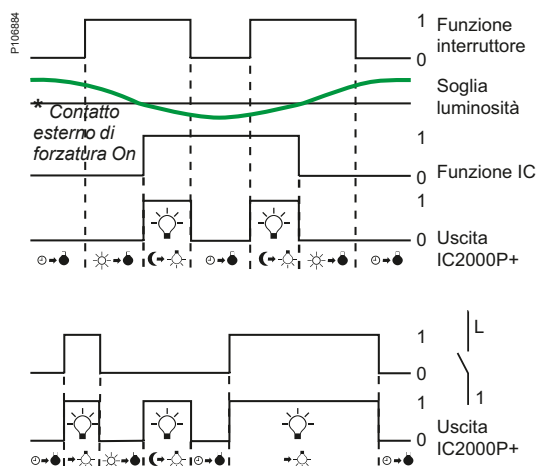 P106884
1 Funzione
0 interruttore
Soglia
luminosità
* Contatto
esterno di
forzatura On
1
0 Funzione IC
1
0 Uscita
IC2000P+
1
0
L
1
1
0 Uscita
IC2000P+